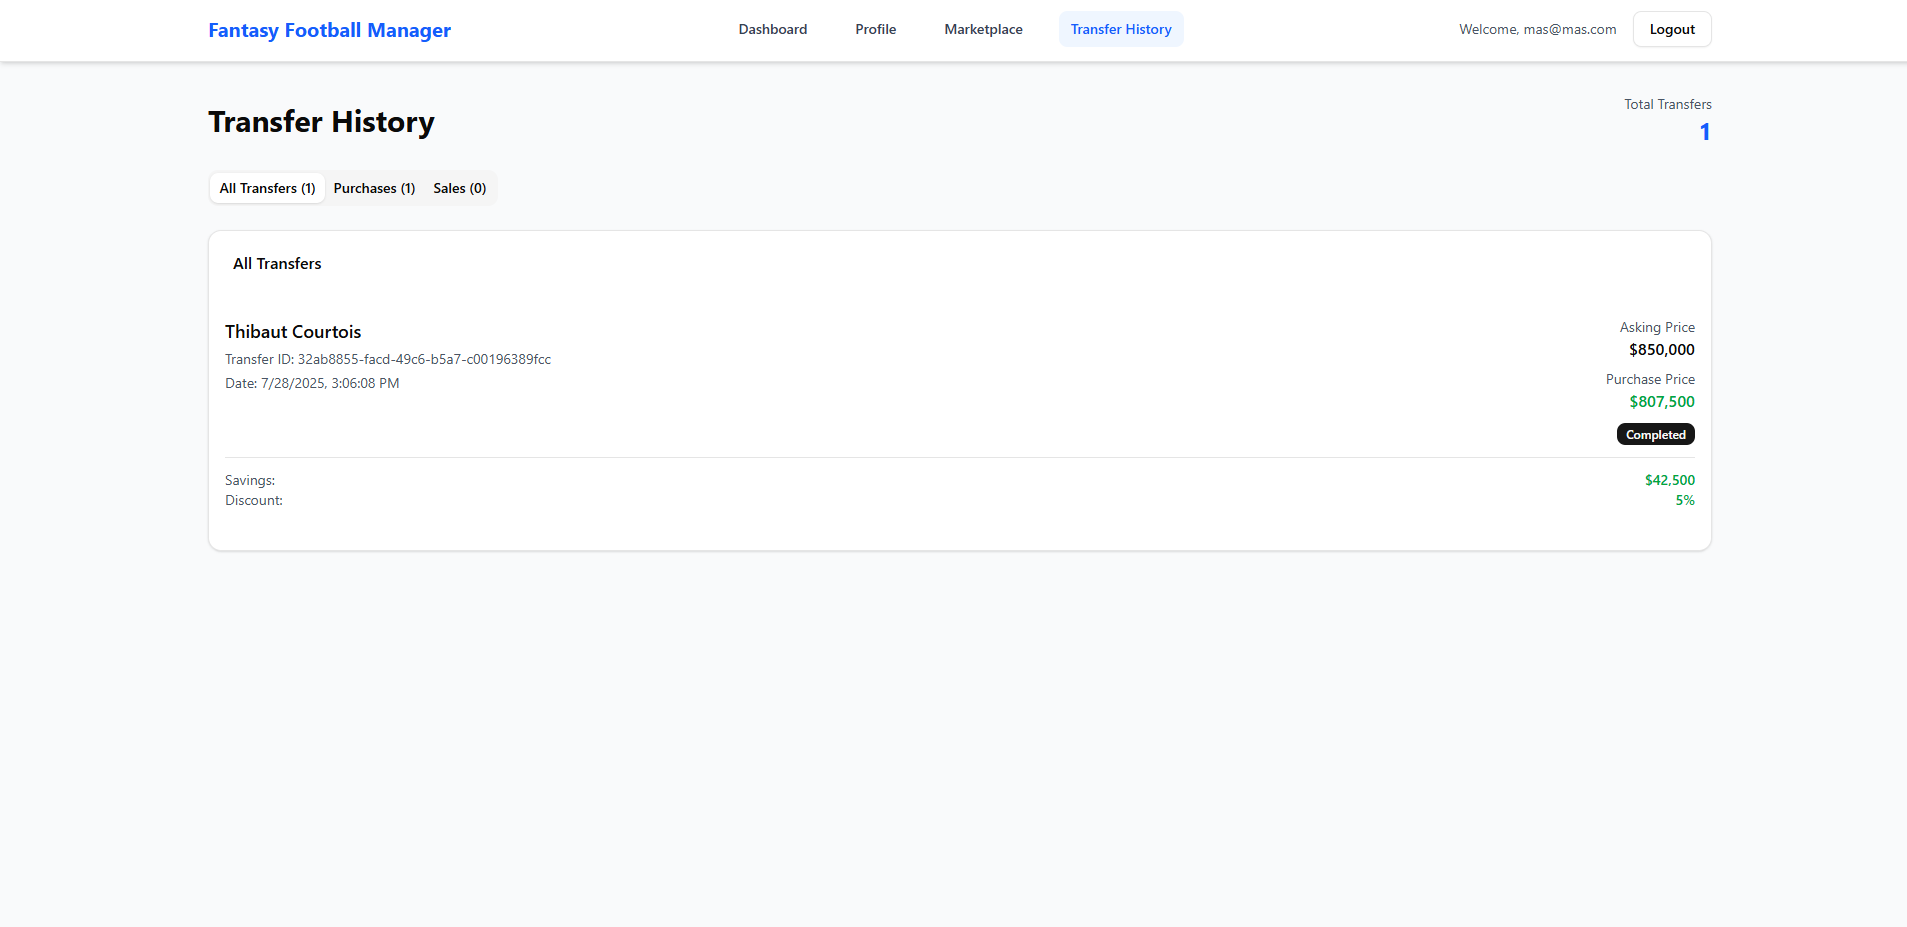 Fantasy Football Manager
Dashboard
Profile
Marketplace
Transfer History
Welcome, mas@mas.com
Logout
Transfer History
Total Transfers
1
All Transfers (1)
Purchases (1)
Sales (0)
All Transfers
Thibaut Courtois
Transfer ID: 32ab8855-facd-49c6-b5a7-c00196389fcc
Date: 7/28/2025, 3:06:08 PM
Asking Price
$850,000
Purchase Price
$807,500
Completed
Savings:
$42,500
Discount:
5%